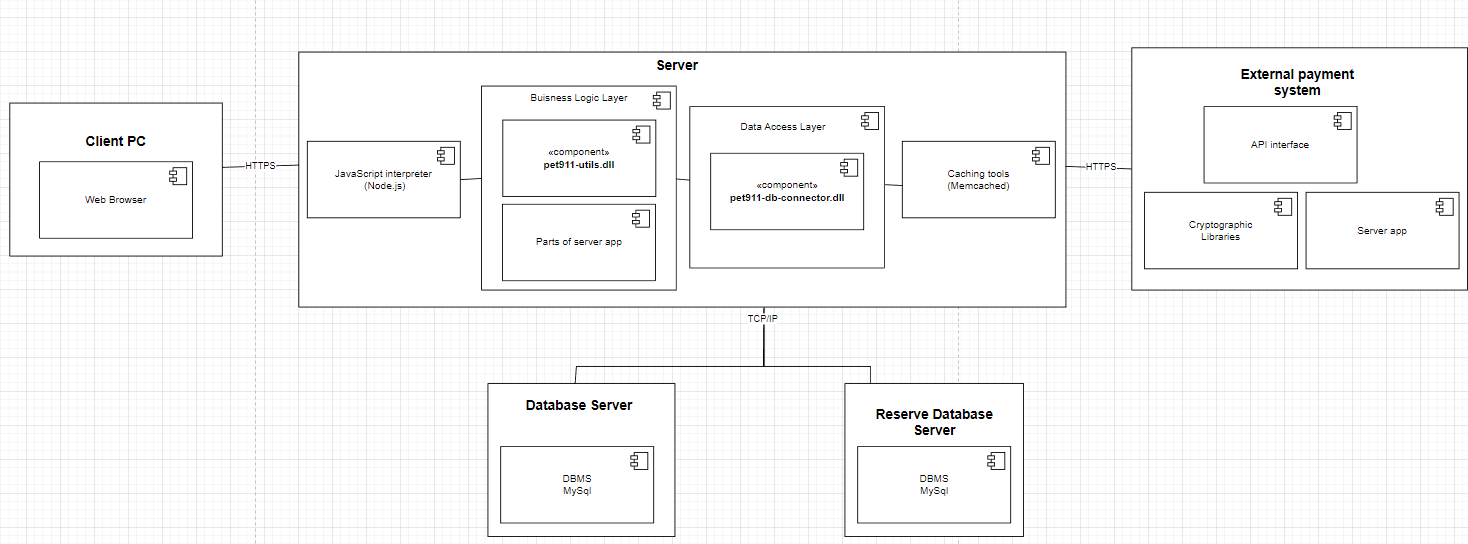 Client PC
Web Browser
HTTPS
Server
JavaScript interpreter
(Node.js)
Buisness Logic Layer
«component»
pet911-utils.dll
Parts of server app
Data Access Layer
«component»
pet911-db-connector.dll
Caching tools
(Memcached)
HTTPS
External payment
system
API interface
Cryptographic
Libraries
Server app
TCP/IP
Database Server
DBMS
MySql
Reserve Database
Server
DBMS
MySql